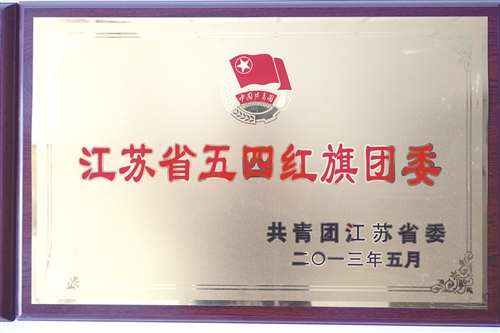 中国共青团
江苏省五四红旗团委
共青团江苏省委
二〇一三年五月